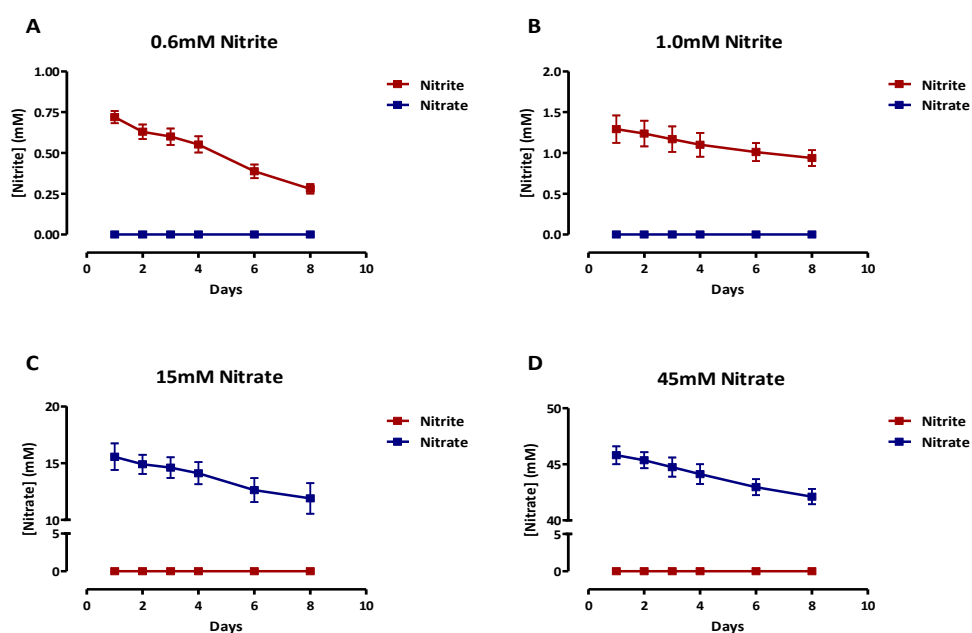 A
0.6mM Nitrite
[Nitrite] (mM)
1.00
0.75
0.50
0.25
0.00
0 2 4 6 8 10
Days
Nitrite
Nitrate
B
1.0mM Nitrite
[Nitrite] (mM)
2.0
1.5
1.0
0.5
0.0
0 2 4 6 8 10
Days
Nitrite
Nitrate
C
15mM Nitrate
[Nitrate] (mM)
20
15
10
5
0
0 2 4 6 8 10
Days
Nitrite
Nitrate
D
45mM Nitrate
[Nitrate] (mM)
50
45
40
5
0
0 2 4 6 8 10
Days
Nitrite
Nitrate